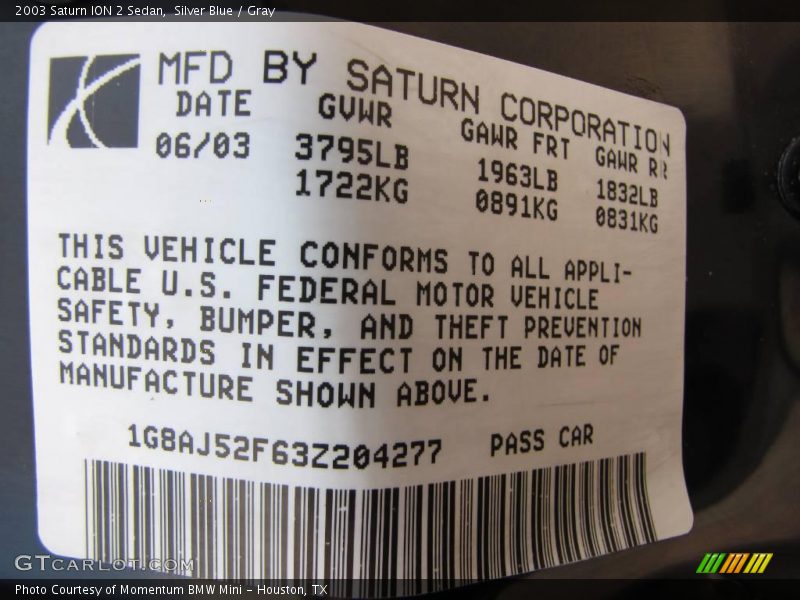 2003 Saturn ION 2 Sedan,  Silver Blue / Gray
MFD BY SATURN CORPORATION
DATE GVWR GAWR FRT GAWR RR
06/03 3795LB 1963LB 1832LB
1722KG 0891KG 0831KG
THIS VEHICLE CONFORMS TO ALL APPLI-
CABLE U.S. FEDERAL MOTOR VEHICLE
SAFETY, BUMPER, AND THEFT PREVENTION
STANDARDS IN EFFECT ON THE DATE OF
MANUFACTURE SHOWN ABOVE.
1G8AJ52F63Z204277 PASS CAR
GTCARLOT.COM
Photo Courtesy of Momentum BMW Mini - Houston, TX